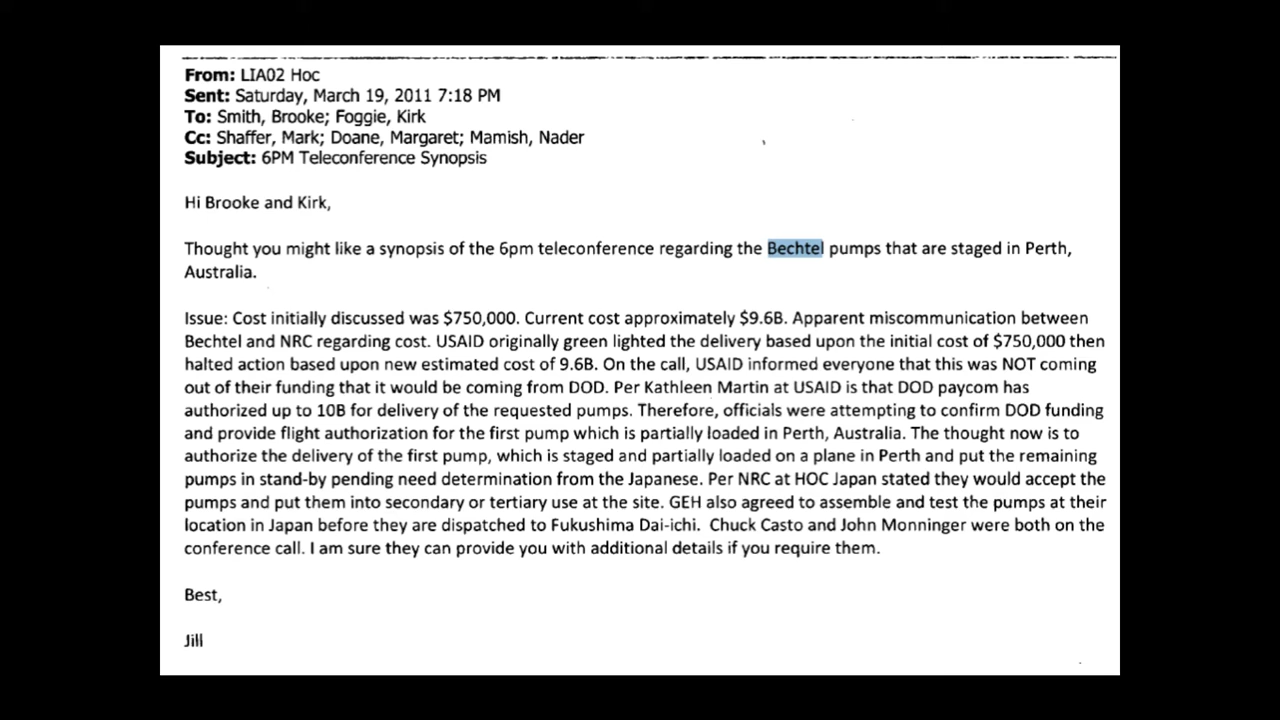 From: LIA02 Hoc
Sent: Saturday, March 19, 2011 7:18 PM
To: Smith, Brooke; Foggie, Kirk
Cc: Shaffer, Mark; Doane, Margaret; Mamish, Nader
Subject: 6PM Teleconference Synopsis
Hi Brooke and Kirk,
Thought you might like a synopsis of the 6pm teleconference regarding the Bechtel pumps that are staged in Perth,
Australia.
Issue: Cost initially discussed was $750,000. Current cost approximately $9.6B. Apparent miscommunication between
Bechtel and NRC regarding cost. USAID originally green lighted the delivery based upon the initial cost of $750,000 then
halted action based upon new estimated cost of 9.6B. On the call, USAID informed everyone that this was NOT coming
out of their funding that it would be coming from DOD. Per Kathleen Martin at USAID is that DOD paycom has
authorized up to 10B for delivery of the requested pumps. Therefore, officials were attempting to confirm DOD funding
and provide flight authorization for the first pump which is partially loaded in Perth, Australia. The thought now is to
authorize the delivery of the first pump, which is staged and partially loaded on a plane in Perth and put the remaining
pumps in stand-by pending need determination from the Japanese. Per NRC at HOC Japan stated they would accept the
pumps and put them into secondary or tertiary use at the site. GEH also agreed to assemble and test the pumps at their
location in Japan before they are dispatched to Fukushima Dai-ichi. Chuck Casto and John Monninger were both on the
conference call. I am sure they can provide you with additional details if you require them.
Best,
Jill